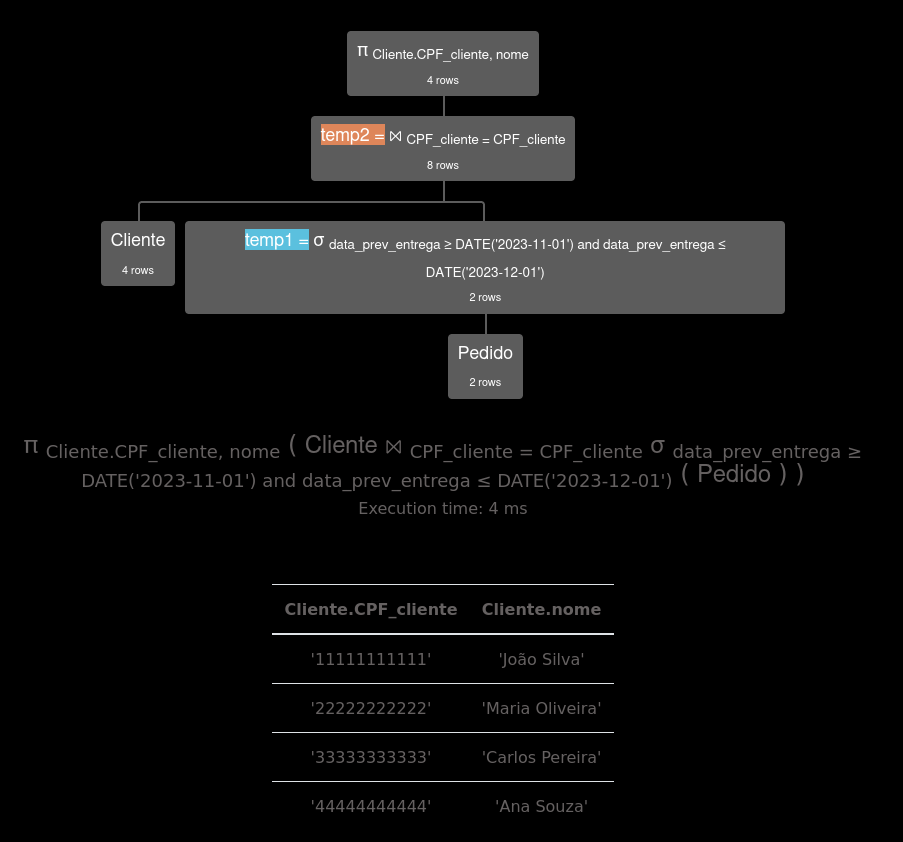 π Cliente.CPF_cliente, nome
4 rows
temp2 = ⋈ CPF_cliente = CPF_cliente
8 rows
Cliente
4 rows
temp1 = σ data_prev_entrega ≥ DATE('2023-11-01') and data_prev_entrega ≤
DATE('2023-12-01')
2 rows
Pedido
2 rows
π Cliente.CPF_cliente, nome ( Cliente ⋈ CPF_cliente = CPF_cliente σ data_prev_entrega ≥
DATE('2023-11-01') and data_prev_entrega ≤ DATE('2023-12-01') ( Pedido ) )
Execution time: 4 ms
Cliente.CPF_cliente Cliente.nome
'11111111111' 'João Silva'
'22222222222' 'Maria Oliveira'
'33333333333' 'Carlos Pereira'
'44444444444' 'Ana Souza'